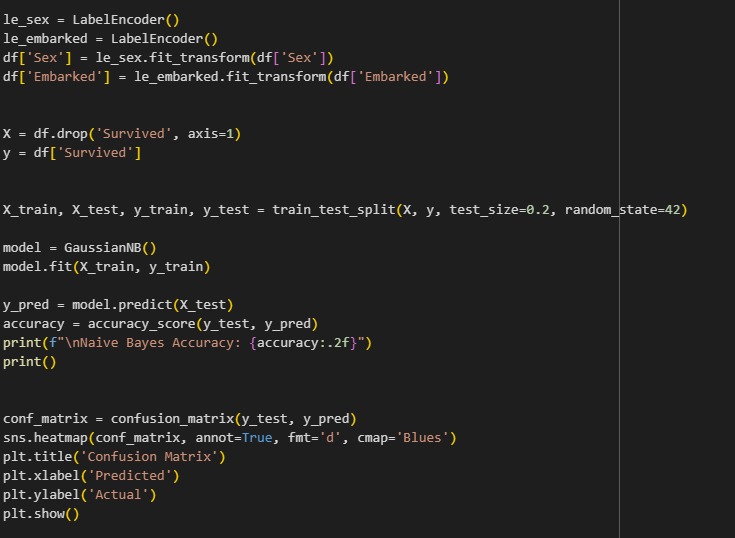 le_sex = LabelEncoder()
le_embarked = LabelEncoder()
df['Sex'] = le_sex.fit_transform(df['Sex'])
df['Embarked'] = le_embarked.fit_transform(df['Embarked'])
X = df.drop('Survived', axis=1)
y = df['Survived']
X_train, X_test, y_train, y_test = train_test_split(X, y, test_size=0.2, random_state=42)
model = GaussianNB()
model.fit(X_train, y_train)
y_pred = model.predict(X_test)
accuracy = accuracy_score(y_test, y_pred)
print(f"\nNaive Bayes Accuracy: {accuracy:.2f}")
print()
conf_matrix = confusion_matrix(y_test, y_pred)
sns.heatmap(conf_matrix, annot=True, fmt='d', cmap='Blues')
plt.title('Confusion Matrix')
plt.xlabel('Predicted')
plt.ylabel('Actual')
plt.show()